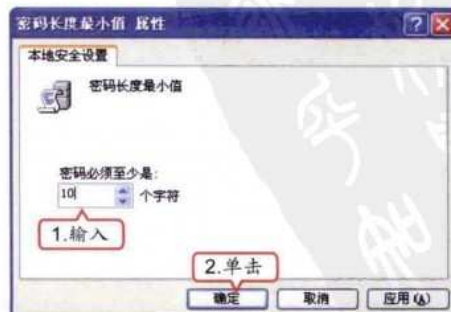 密码长度最小值 属性
本地安全设置
密码长度最小值
密码必须至少是:
10 个字符
1.输入
2.单击
确定 取消 应用(A)